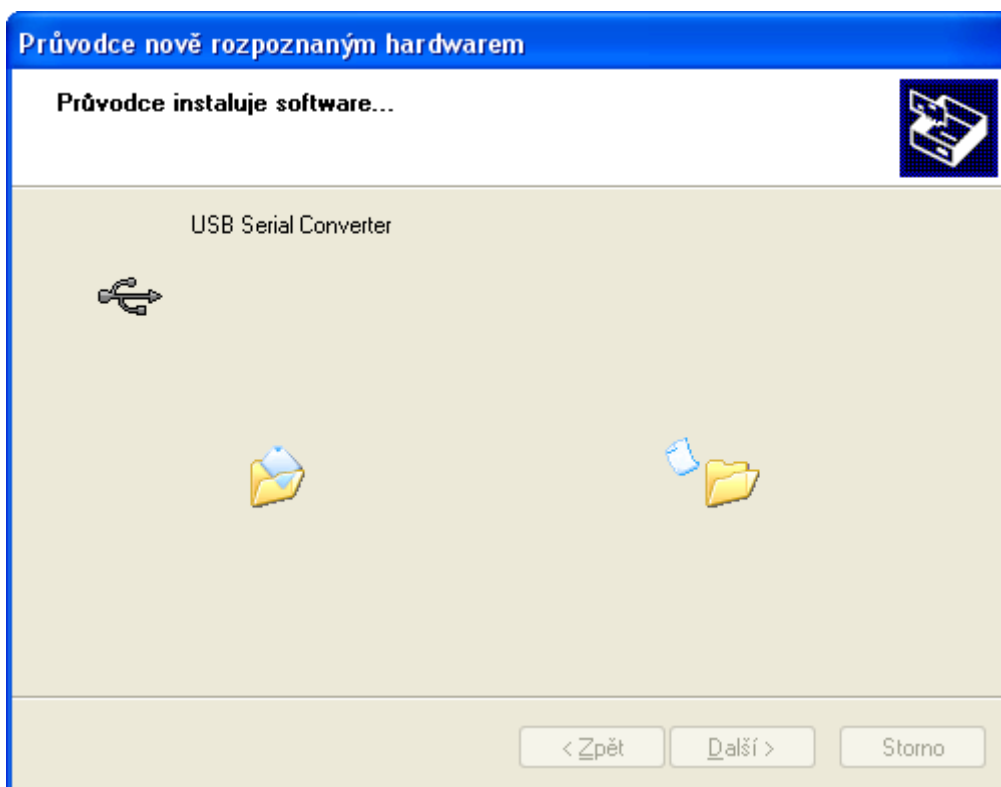 Průvodce nově rozpoznaným hardwarem
Průvodce instaluje software...
USB Serial Converter
< Zpět
Další >
Storno